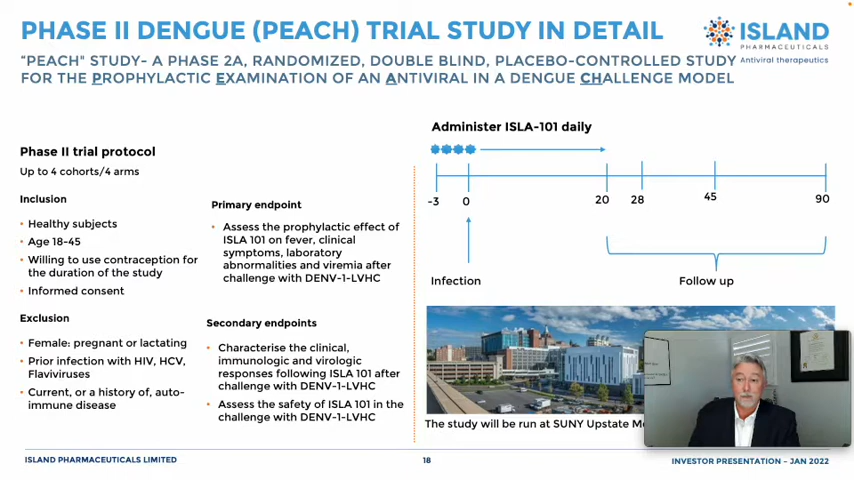 PHASE II DENGUE (PEACH) TRIAL STUDY IN DETAIL
ISLAND
PHARMACEUTICALS
Antiviral therapeutics
"PEACH" STUDY- A PHASE 2A, RANDOMIZED, DOUBLE BLIND, PLACEBO-CONTROLLED STUDY
FOR THE PROPHYLACTIC EXAMINATION OF AN ANTIVIRAL IN A DENGUE CHALLENGE MODEL
Phase II trial protocol
Up to 4 cohorts/4 arms
Inclusion
• Healthy subjects
• Age 18-45
• Willing to use contraception for
the duration of the study
• Informed consent
Exclusion
• Female: pregnant or lactating
• Prior infection with HIV, HCV,
Flaviviruses
• Current, or a history of, auto-
immune disease
Primary endpoint
• Assess the prophylactic effect of
ISLA 101 on fever, clinical
symptoms, laboratory
abnormalities and viremia after
challenge with DENV-1-LVHC
Secondary endpoints
• Characterise the clinical,
immunologic and virologic
responses following ISLA 101 after
challenge with DENV-1-LVHC
• Assess the safety of ISLA 101 in the
challenge with DENV-1-LVHC
Administer ISLA-101 daily
-3 0 20 28 45 90
Infection
Follow up
The study will be run at SUNY Upstate
ISLAND PHARMACEUTICALS LIMITED
18
INVESTOR PRESENTATION – JAN 2022